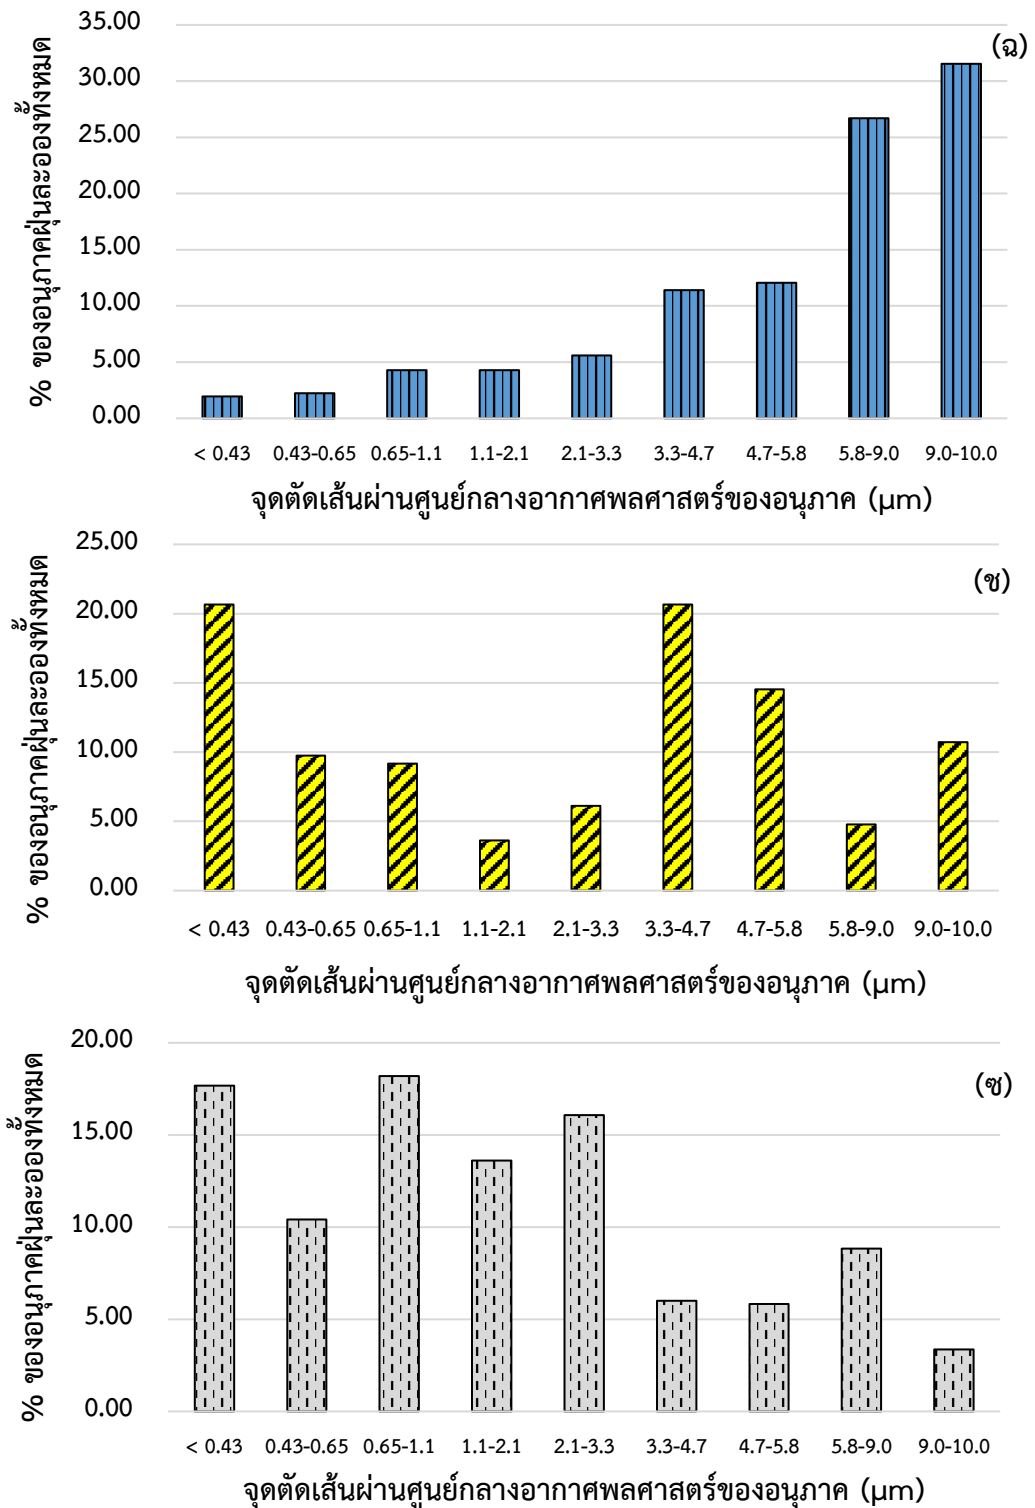 35.00
(ฉ)
30.00
25.00
20.00
15.00
10.00
5.00
0.00
% ของอนุภาคฝุ่นละอองทั้งหมด
< 0.43 0.43-0.65 0.65-1.1 1.1-2.1 2.1-3.3 3.3-4.7 4.7-5.8 5.8-9.0 9.0-10.0
จุดตัดเส้นผ่านศูนย์กลางอากาศพลศาสตร์ของอนุภาค (µm)
25.00
(ช)
20.00
15.00
10.00
5.00
0.00
% ของอนุภาคฝุ่นละอองทั้งหมด
< 0.43 0.43-0.65 0.65-1.1 1.1-2.1 2.1-3.3 3.3-4.7 4.7-5.8 5.8-9.0 9.0-10.0
จุดตัดเส้นผ่านศูนย์กลางอากาศพลศาสตร์ของอนุภาค (µm)
20.00
(ซ)
15.00
10.00
5.00
0.00
% ของอนุภาคฝุ่นละอองทั้งหมด
< 0.43 0.43-0.65 0.65-1.1 1.1-2.1 2.1-3.3 3.3-4.7 4.7-5.8 5.8-9.0 9.0-10.0
จุดตัดเส้นผ่านศูนย์กลางอากาศพลศาสตร์ของอนุภาค (µm)